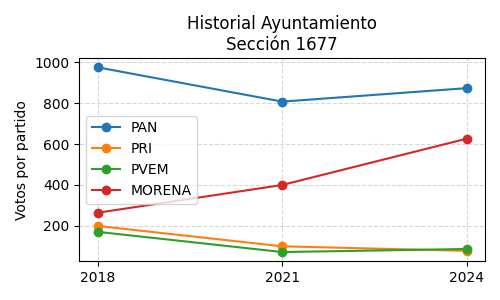 Historial Ayuntamiento
Sección 1677
Votos por partido
1000
800
600
400
200
PAN
PRI
PVEM
MORENA
2018
2021
2024